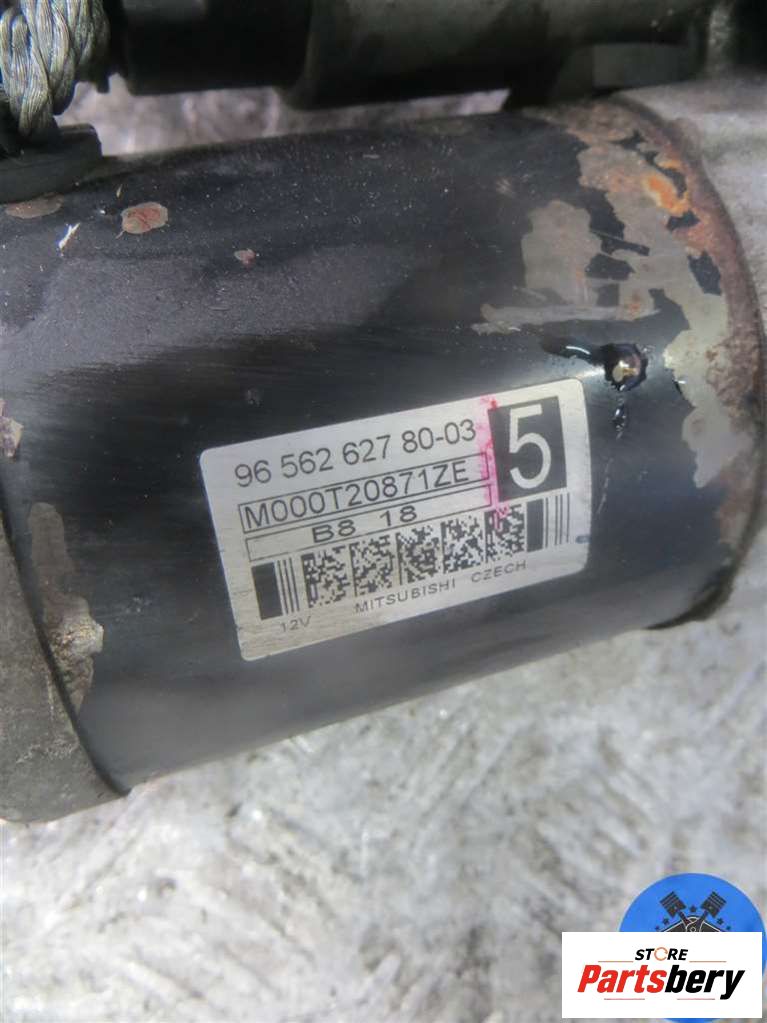 96 562 627 80-03
5
M000T20871ZE
B8 18
12V MITSUBISHI CZECH
STORE
Partsbery